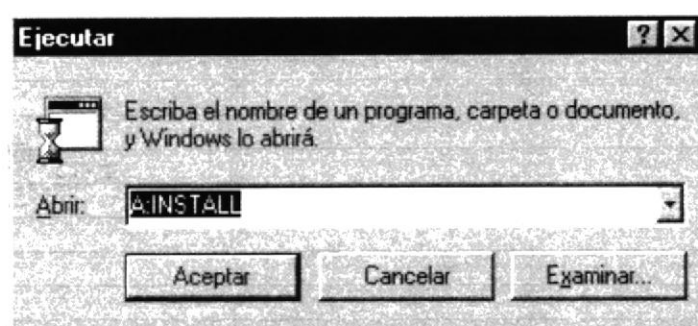 Ejecutar
Escriba el nombre de un programa, carpeta o documento,
y Windows lo abrirá.
Abrir: A:INSTALL
Aceptar Cancelar Examinar...